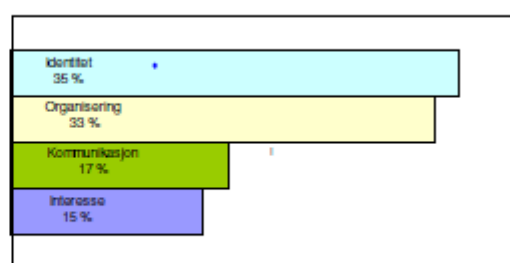 Identitet
35 %
Organisering
33 %
Kommunikasjon
17 %
Interesse
15 %